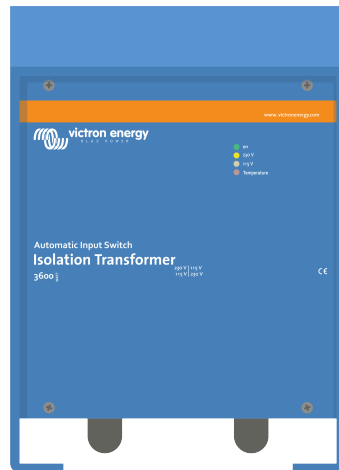 www.victronenergy.com
victron energy
BLUE POWER
on
230 V
115 V
Temperature
Automatic Input Switch
Isolation Transformer
230 V | 115 V
115 V | 230 V
3600
CE